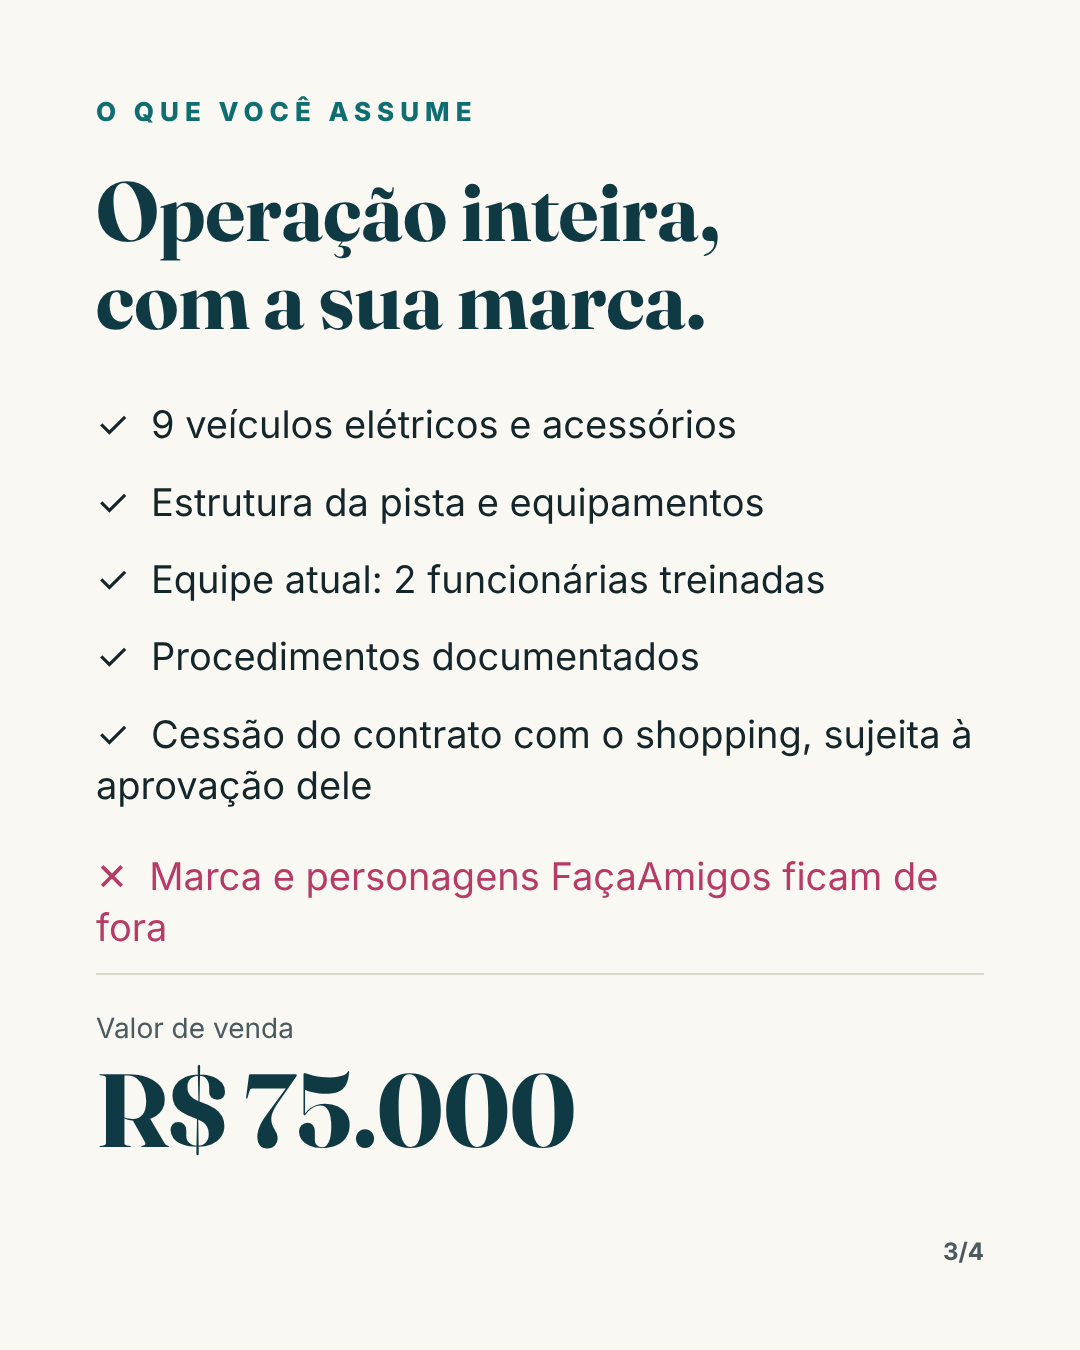 O QUE VOCÊ ASSUME
Operação inteira,
com a sua marca.
✓ 9 veículos elétricos e acessórios
✓ Estrutura da pista e equipamentos
✓ Equipe atual: 2 funcionárias treinadas
✓ Procedimentos documentados
✓ Cessão do contrato com o shopping, sujeita à
aprovação dele
✕ Marca e personagens FaçaAmigos ficam de
fora
Valor de venda
R$ 75.000
3/4